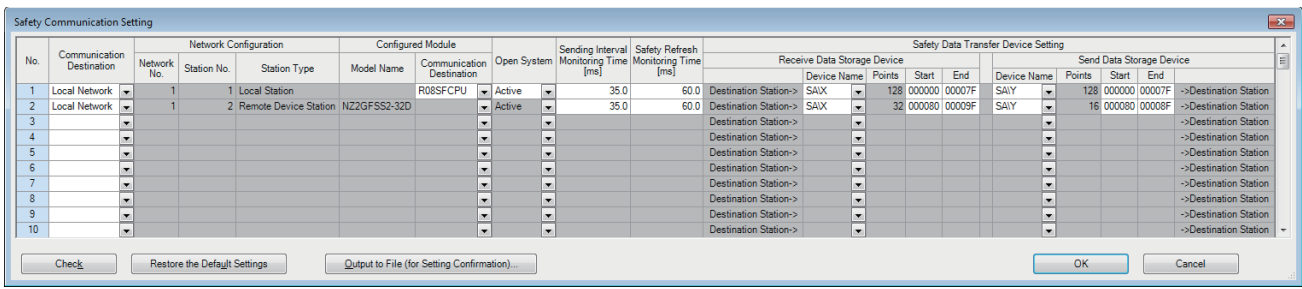 Safety Communication Setting
No. Communication Destination Network Configuration Configured Module Open System Sending Interval Monitoring Time [ms] Safety Refresh Monitoring Time [ms] Safety Data Transfer Device Setting
Network No. Station No. Station Type Model Name Communication Destination Receive Data Storage Device Send Data Storage Device
Device Name Points Start End Device Name Points Start End
1 Local Network 1 1 Local Station R08SFCPU Active 35.0 60.0 Destination Station-> SA\X 128 000000 00007F SA\Y 128 000000 00007F ->Destination Station
2 Local Network 1 2 Remote Device Station NZ2GFSS2-32D Active 35.0 60.0 Destination Station-> SA\X 32 000080 00009F SA\Y 16 000080 00008F ->Destination Station
3 Destination Station-> ->Destination Station
4 Destination Station-> ->Destination Station
5 Destination Station-> ->Destination Station
6 Destination Station-> ->Destination Station
7 Destination Station-> ->Destination Station
8 Destination Station-> ->Destination Station
9 Destination Station-> ->Destination Station
10 Destination Station-> ->Destination Station
Check Restore the Default Settings Output to File (for Setting Confirmation)... OK Cancel